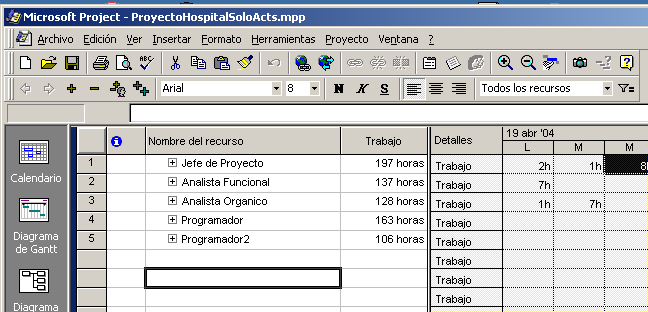 Microsoft Project - ProyectoHospitalSoloActs.mpp
Archivo Edición Ver Insertar Formato Herramientas Proyecto Ventana ?
Arial 8 N K S Todos los recursos
Nombre del recurso Trabajo Detalles 19 abr '04
L M M
1 Jefe de Proyecto 197 horas Trabajo 2h 1h 8h
2 Analista Funcional 137 horas Trabajo 7h
3 Analista Organico 128 horas Trabajo 1h 7h
4 Programador 163 horas Trabajo
5 Programador2 106 horas Trabajo
Trabajo
Trabajo
Trabajo
Calendario
Diagrama
de Gantt
Diagrama